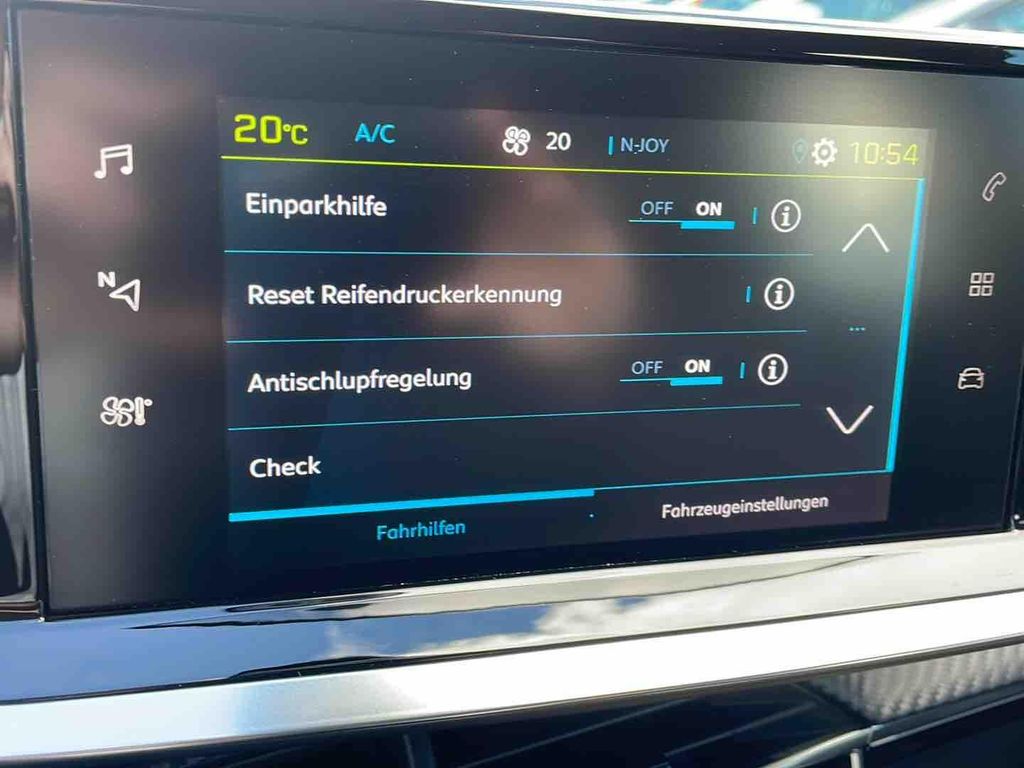 20°C A/C 20 N-JOY 10:54
Einparkhilfe OFF ON i
N
Reset Reifendruckerkennung i
...
Antischlupfregelung OFF ON i
Check
Fahrhilfen Fahrzeugeinstellungen